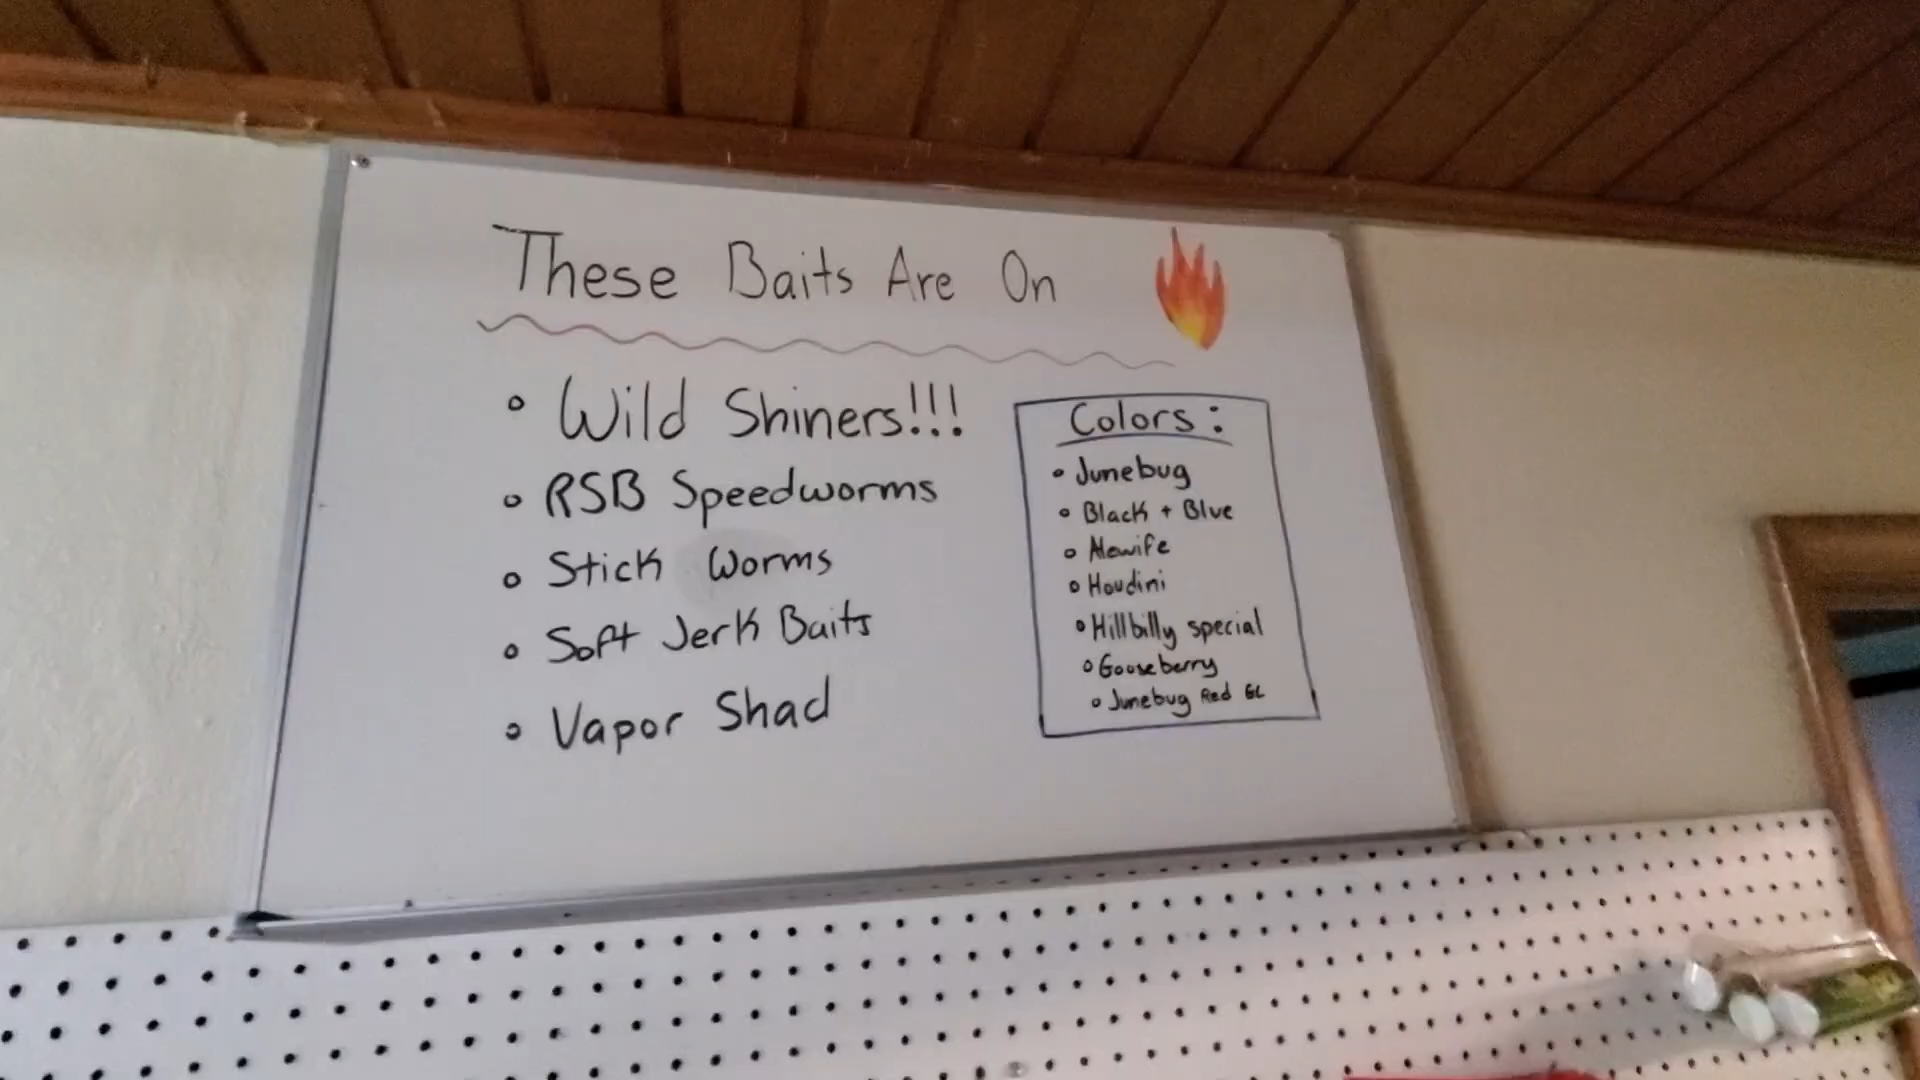 These Baits Are On
• Wild Shiners!!!
• RSB Speedworms
• Stick Worms
• Soft Jerk Baits
• Vapor Shad
Colors:
• Junebug
• Black + Blue
• Alewife
• Houdini
• Hillbilly special
• Gooseberry
• Junebug Red GL